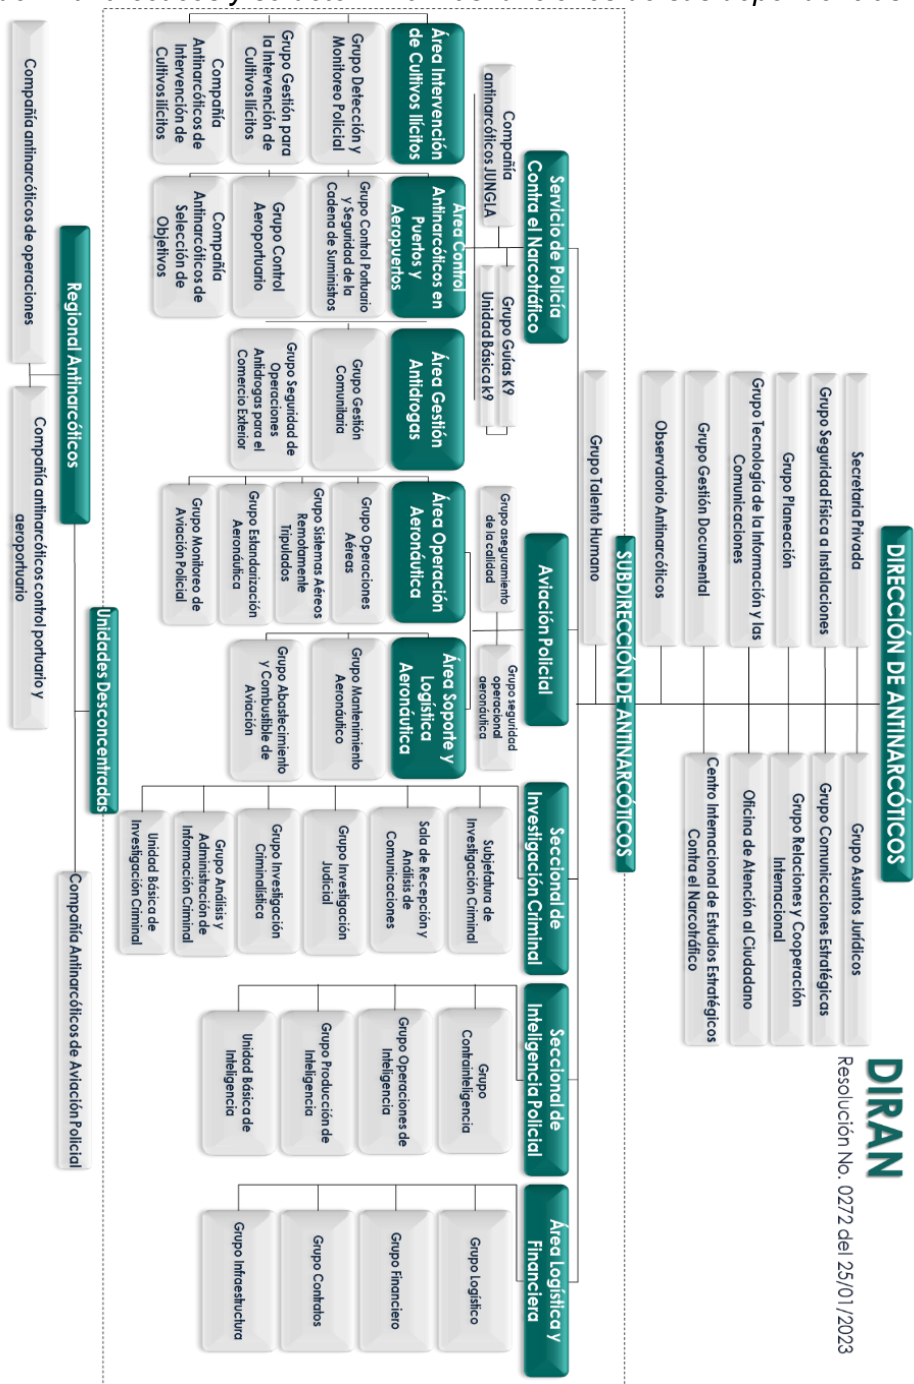 DIRAN
Resolución No. 0272 del 25/01/2023
DIRECCIÓN DE ANTINARCÓTICOS
Secretaria Privada
Grupo Asuntos Jurídicos
Grupo Seguridad Física a Instalaciones
Grupo Comunicaciones Estratégicas
Grupo Planeación
Grupo Relaciones y Cooperación
Internacional
Grupo Tecnología de la Información y las
Comunicaciones
Oficina de Atención al Ciudadano
Grupo Gestión Documental
Centro Internacional de Estudios Estratégicos
Contra el Narcotráfico
Observatorio Antinarcóticos
SUBDIRECCIÓN DE ANTINARCÓTICOS
Grupo Talento Humano
Servicio de Policía
Contra el Narcotráfico
Compañía
antinarcóticos JUNGLA
Grupo Guías K9
Unidad Básica K9
Área Intervención
de Cultivos Ilícitos
Grupo Detección y
Monitoreo Policial
Grupo Gestión para
la Intervención de
Cultivos Ilícitos
Compañía
Antinarcóticos de
Intervención de
Cultivos Ilícitos
Área Control
Antinarcóticos en
Puertos y
Aeropuertos
Grupo Control Portuario
y Seguridad de la
Cadena de Suministros
Grupo Control
Aeroportuario
Compañía
Antinarcóticos de
Selección de
Objetivos
Área Gestión
Antidrogas
Grupo Gestión
Comunitaria
Grupo Seguridad de
Operaciones
Antidrogas para el
Comercio Exterior
Aviación Policial
Grupo aseguramiento
de la calidad
Grupo seguridad
operacional
aeronáutica
Área Operación
Aeronáutica
Grupo Operaciones
Aéreas
Grupo Sistemas Aéreos
Remotamente
Tripulados
Grupo Estandarización
Aeronáutica
Grupo Monitoreo de
Aviación Policial
Área Soporte y
Logística
Aeronáutica
Grupo Mantenimiento
Aeronáutico
Grupo Abastecimiento
y Combustible de
Aviación
Seccional de
Investigación Criminal
Subjefatura de
Investigación Criminal
Sala de Recepción y
Análisis de
Comunicaciones
Grupo Investigación
Judicial
Grupo Investigación
Criminalística
Grupo Análisis y
Administración de
Información Criminal
Unidad Básica de
Investigación Criminal
Seccional de
Inteligencia Policial
Grupo
Contrainteligencia
Grupo Operaciones de
Inteligencia
Grupo Producción de
Inteligencia
Unidad Básica de
Inteligencia
Área Logística y
Financiera
Grupo Logístico
Grupo Financiero
Grupo Contratos
Grupo Infraestructura
Unidades Desconcentradas
Regional Antinarcóticos
Compañía Antinarcóticos de Aviación Policial
Compañía antinarcóticos de operaciones
Compañía antinarcóticos control portuario y
aeroportuario